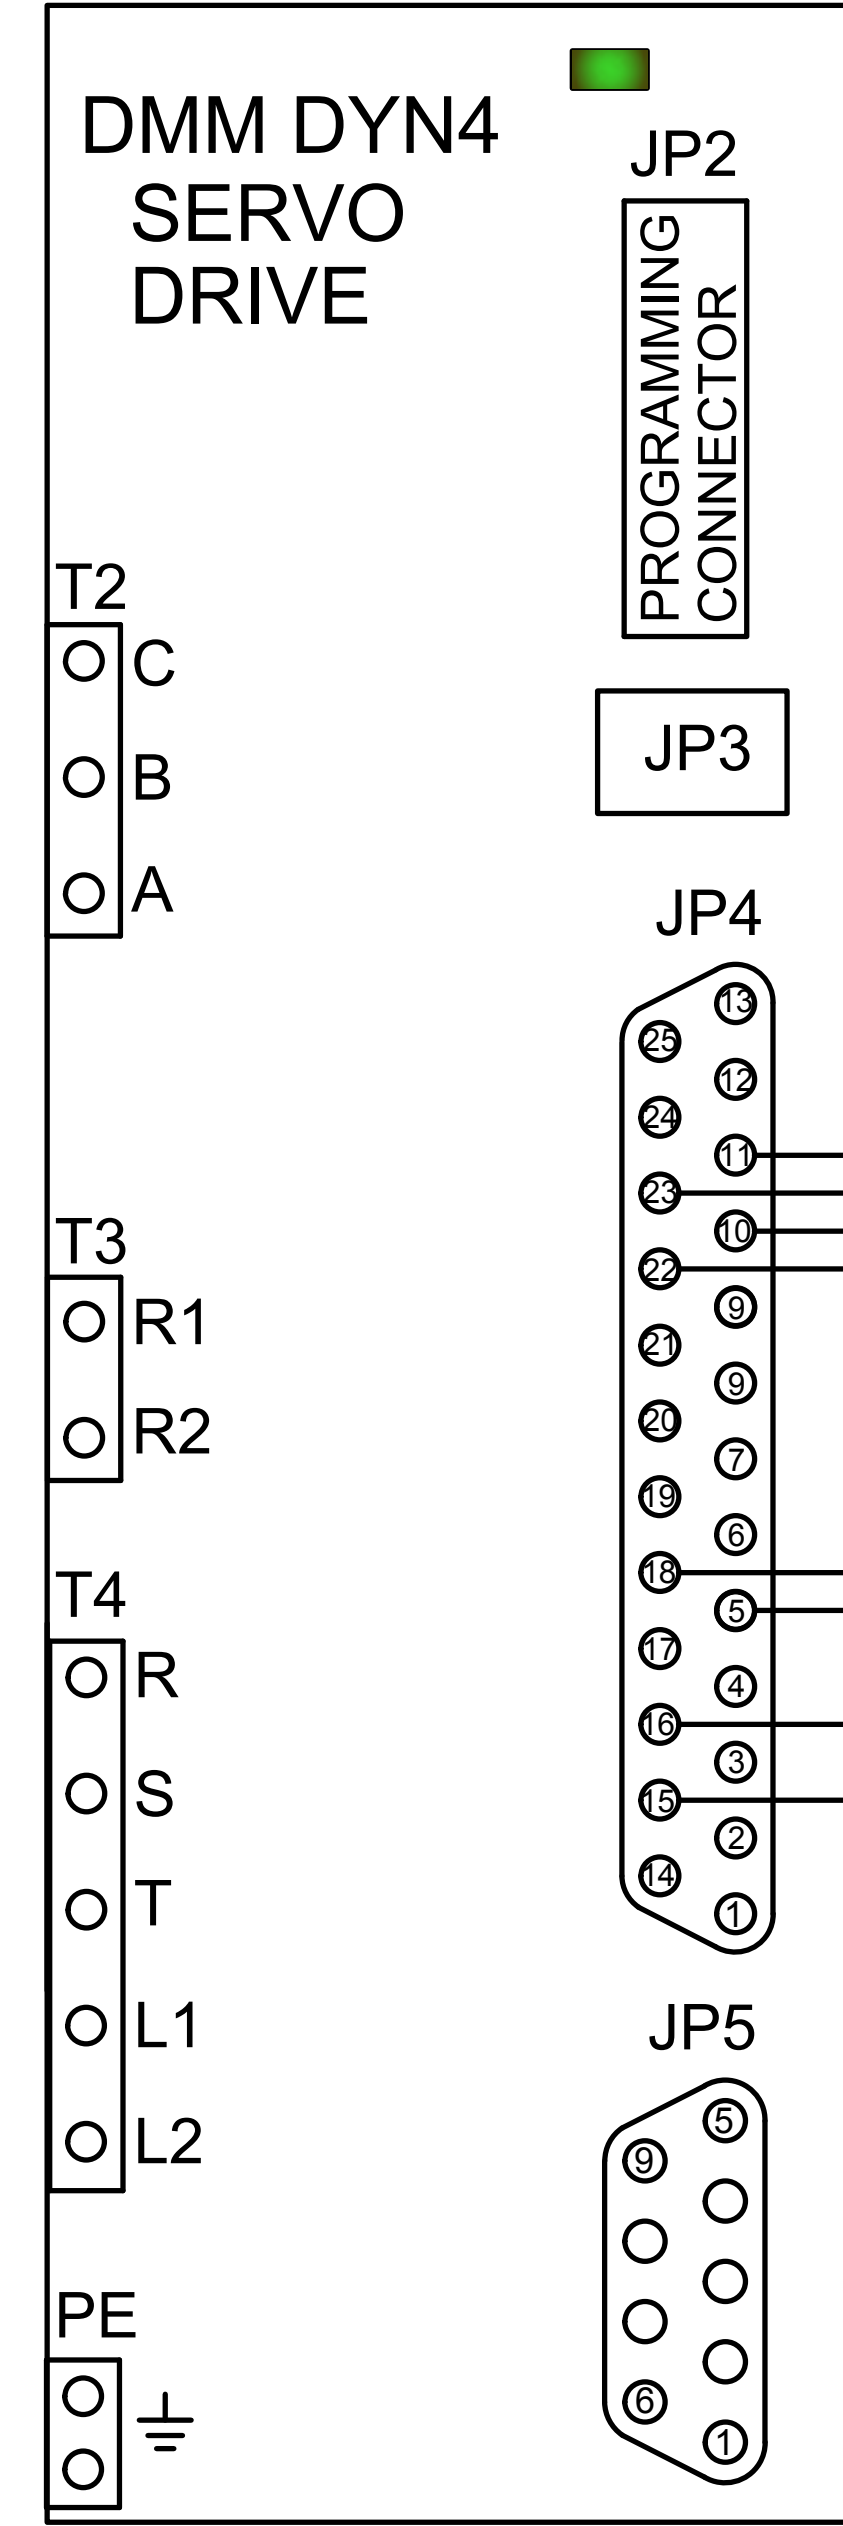 DMM DYN4
SERVO
DRIVE
JP2
PROGRAMMING
CONNECTOR
T2
C
B
A
JP3
JP4
13
25
12
24
11
23
10
22
9
21
9
20
7
19
6
18
5
17
4
16
3
15
2
14
1
T3
R1
R2
T4
R
S
T
L1
L2
JP5
5
9
6
1
PE